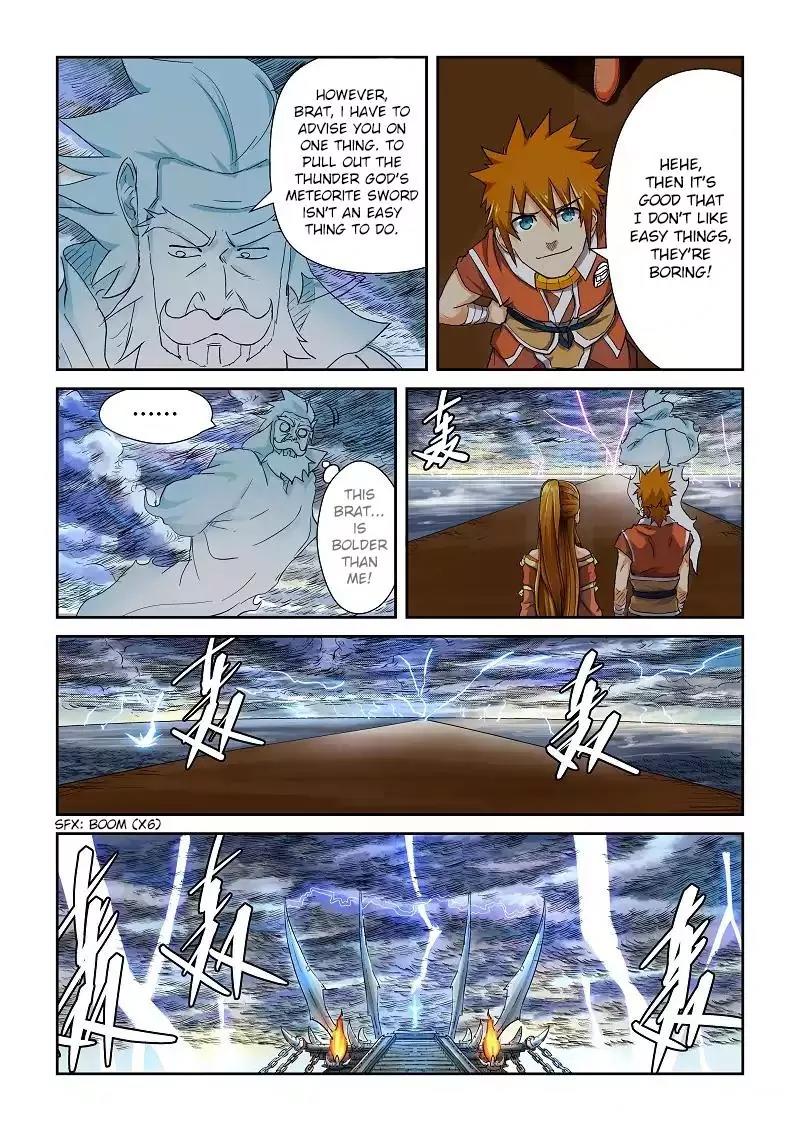 HOWEVER,
BRAT, I HAVE TO
ADVISE YOU ON
ONE THING. TO
PULL OUT THE
THUNDER GOD'S
METEORITE SWORD
ISN'T AN EASY
THING TO DO.
HEHE,
THEN IT'S
GOOD THAT
I DON'T LIKE
EASY THINGS,
THEY'RE
BORING!
......
THIS
BRAT...
IS
BOLDER
THAN
ME!
轰
轰
轰
SFX: BOOM (X6)
轰
轰
轰